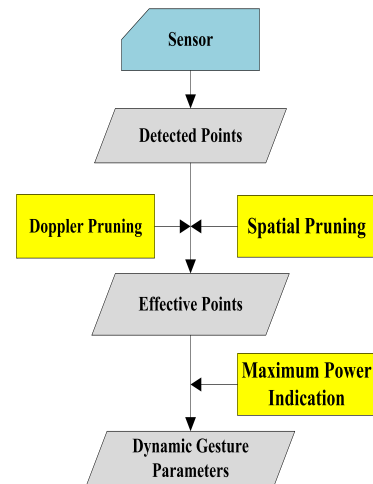 Sensor
Detected Points
Doppler Pruning
Spatial Pruning
Effective Points
Maximum Power
Indication
Dynamic Gesture
Parameters